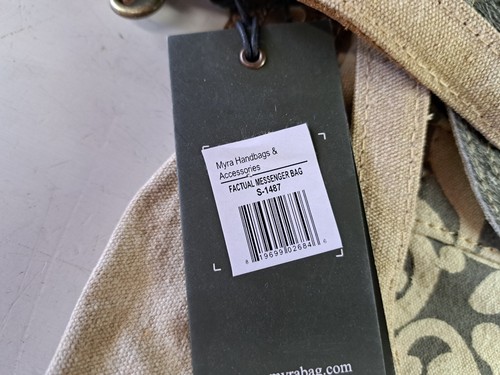 Myra Handbags &
Accessories
FACTUAL MESSENGER BAG
S-1487
8 19699 02684 6
myrabag.com